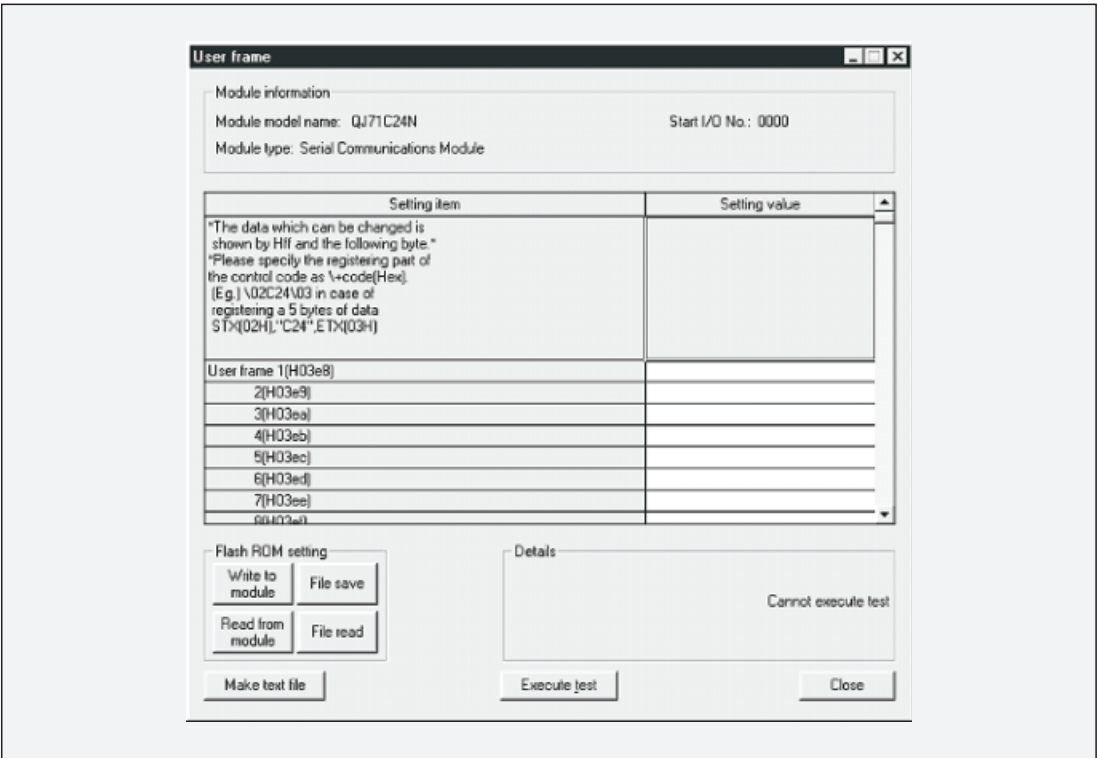 User frame
Module information
Module model name: QJ71C24N
Start I/O No.: 0000
Module type: Serial Communications Module
Setting item
Setting value
"The data which can be changed is
shown by Hff and the following byte."
"Please specify the registering part of
the control code as \+code(Hex).
(Eg.) \02C24\03 in case of
registering a 5 bytes of data
STX(02H),"C24",ETX(03H)
User frame 1(H03e8)
2(H03e9)
3(H03ea)
4(H03eb)
5(H03ec)
6(H03ed)
7(H03ee)
Flash ROM setting
Write to
module
File save
Read from
module
File read
Details
Cannot execute test
Make text file
Execute test
Close